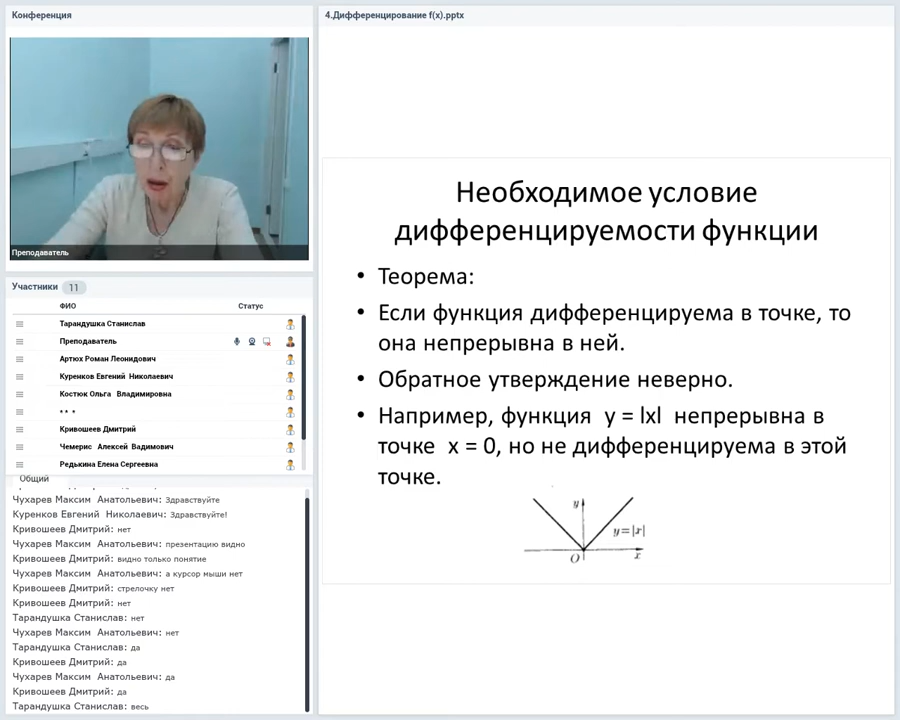 Конференция
Преподаватель
Участники 11
ФИО Статус
Тарандушка Станислав
Преподаватель
Артюх Роман Леонидович
Куренков Евгений Николаевич
Костюк Ольга Владимировна
* * *
Кривошеев Дмитрий
Чемерис Алексей Вадимович
Редькина Елена Сергеевна
Общий
Чухарев Максим Анатольевич: Здравствуйте
Куренков Евгений Николаевич: Здравствуйте!
Кривошеев Дмитрий: нет
Чухарев Максим Анатольевич: презентацию видно
Кривошеев Дмитрий: видно только понятие
Чухарев Максим Анатольевич: а курсор мыши нет
Кривошеев Дмитрий: стрелочку нет
Кривошеев Дмитрий: нет
Тарандушка Станислав: нет
Чухарев Максим Анатольевич: нет
Тарандушка Станислав: да
Кривошеев Дмитрий: да
Чухарев Максим Анатольевич: да
Кривошеев Дмитрий: да
Тарандушка Станислав: весь
4.Дифференцирование f(x).pptx
Необходимое условие
дифференцируемости функции
• Теорема:
• Если функция дифференцируема в точке, то
она непрерывна в ней.
• Обратное утверждение неверно.
• Например, функция y = lxl непрерывна в
точке x = 0, но не дифференцируема в этой
точке.
y
y=|x|
O x